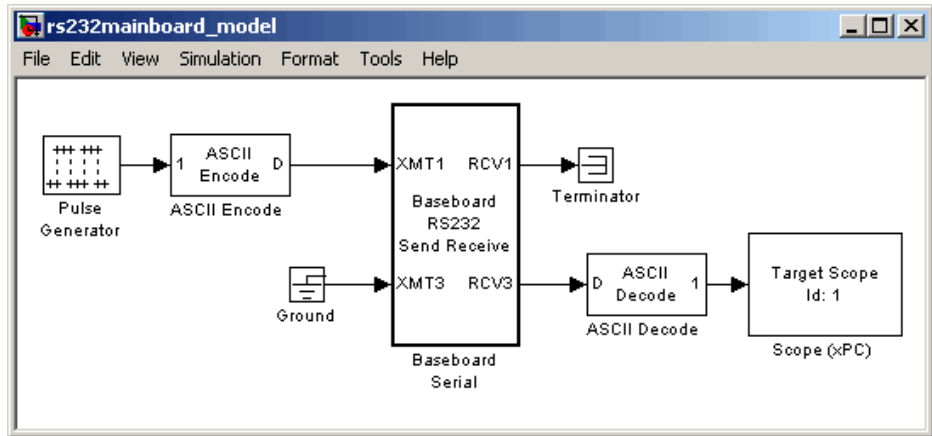 rs232mainboard_model
File Edit View Simulation Format Tools Help
Pulse
Generator
1 ASCII D
Encode
ASCII Encode
Ground
XMT1 RCV1
Baseboard
RS232
Send Receive
XMT3 RCV3
Baseboard
Serial
Terminator
D ASCII 1
Decode
ASCII Decode
Target Scope
Id: 1
Scope (xPC)